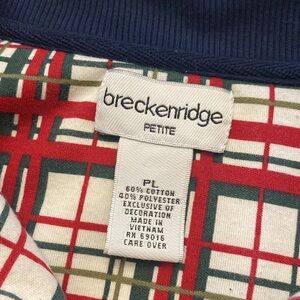 breckenridge
PETITE
PL
60% COTTON
40% POLYESTER
EXCLUSIVE OF
DECORATION
MADE IN
VIETNAM
RN 69016
CARE OVER